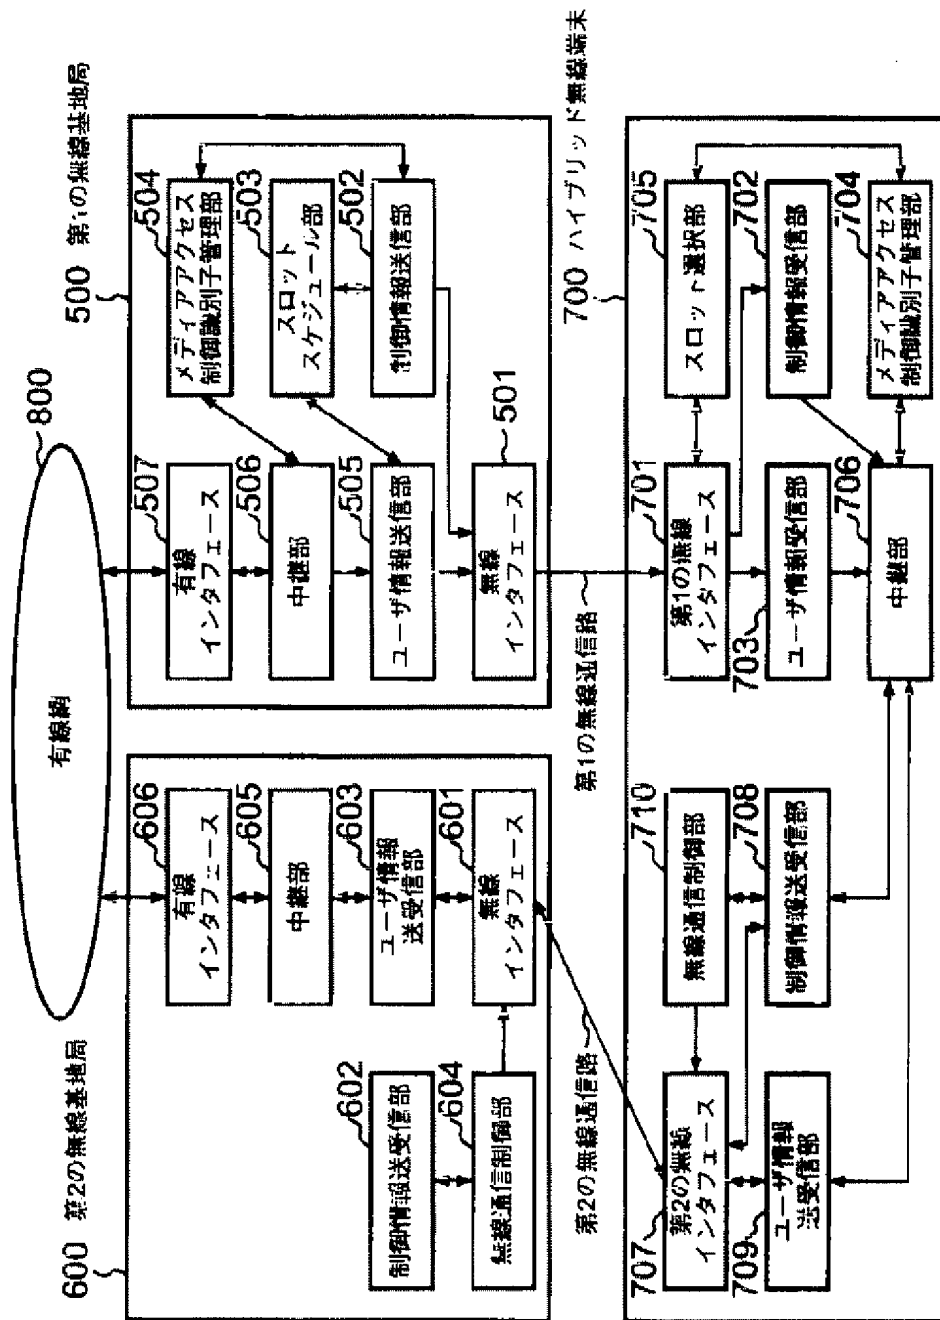 800
有線網
500 第1の無線基地局
504
メディアアクセス
制御識別子管理部
503
スロット
スケジュール部
502
制御情報送信部
507
有線
インタフェース
506
中継部
505
ユーザ情報送信部
501
無線
インタフェース
第1の無線通信路
600 第2の無線基地局
606
有線
インタフェース
605
中継部
603
ユーザ情報
送受信部
601
無線
インタフェース
602
制御情報送受信部
604
無線通信制御部
第2の無線通信路
700 ハイブリッド無線端末
705
スロット選択部
702
制御情報受信部
704
メディアアクセス
制御識別子管理部
701
第1の無線
インタフェース
703
ユーザ情報受信部
706
中継部
710
無線通信制御部
708
制御情報送受信部
707
第2の無線
インタフェース
709
ユーザ情報
送受信部